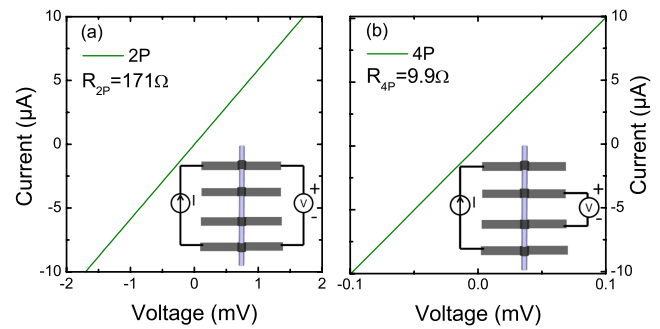 (a)
2P
R2P=171Ω
I
V
+
-
Current (μA)
10
5
0
-5
-10
-2
-1
0
1
2
Voltage (mV)
(b)
4P
R4P=9.9Ω
I
V
+
-
10
5
0
-5
-10
Current (μA)
-0.1
0.0
0.1
Voltage (mV)